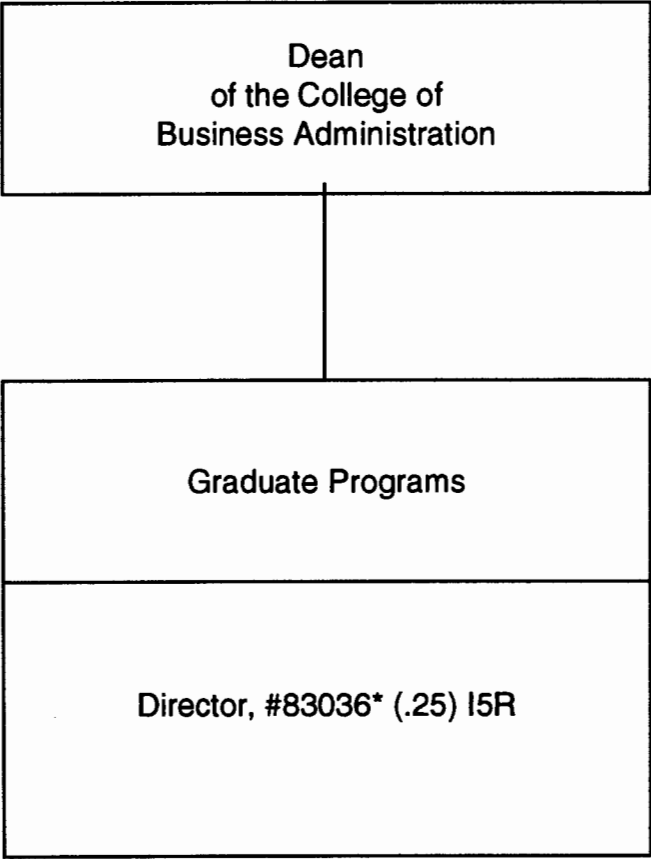 Dean
of the College of
Business Administration
Graduate Programs
Director, #83036* (.25) I5R